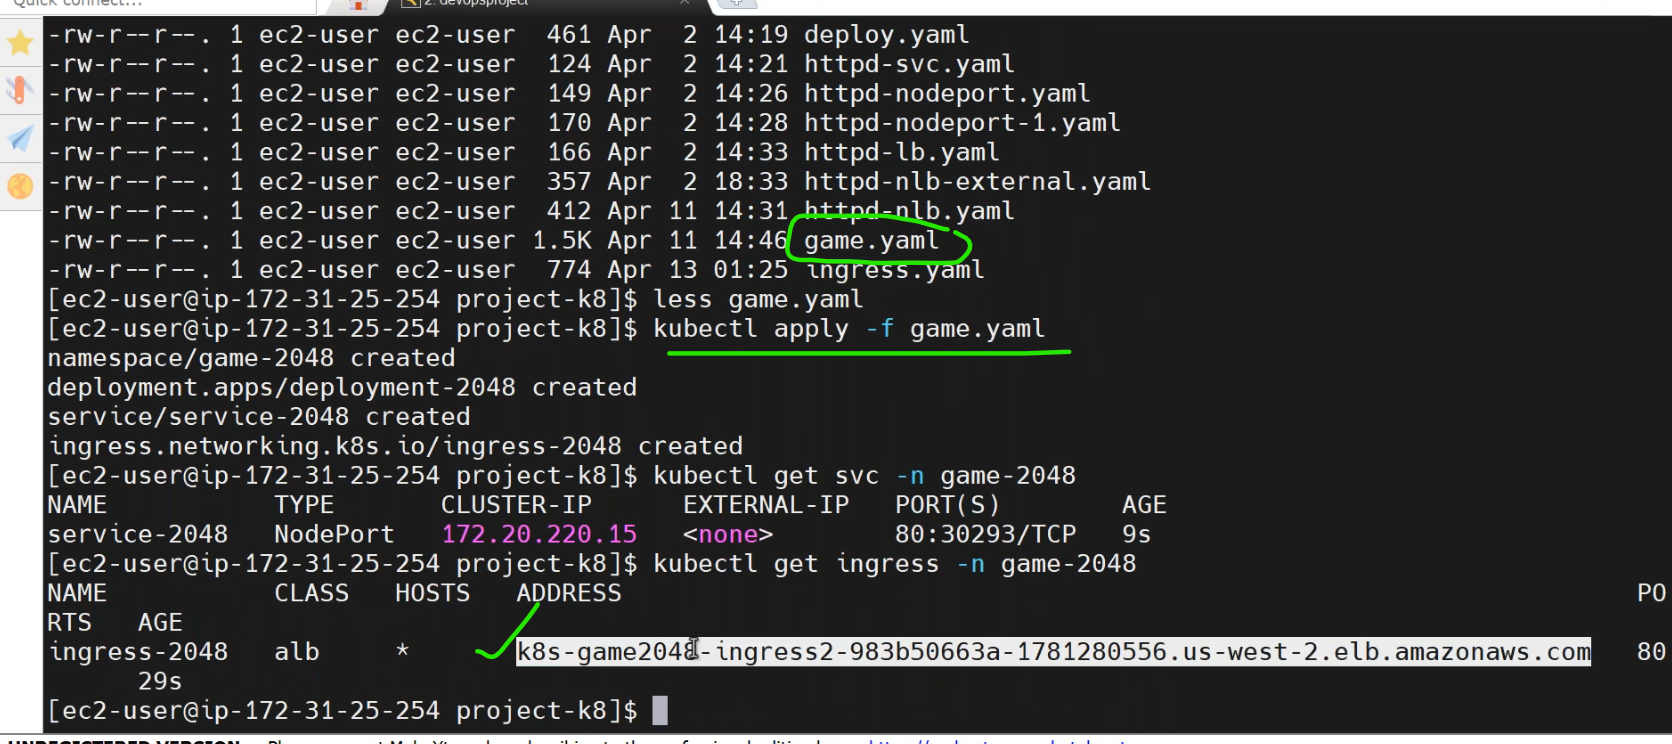 Quick connect...
2. devopsproject
-rw-r--r--. 1 ec2-user ec2-user 461 Apr 2 14:19 deploy.yaml
-rw-r--r--. 1 ec2-user ec2-user 124 Apr 2 14:21 httpd-svc.yaml
-rw-r--r--. 1 ec2-user ec2-user 149 Apr 2 14:26 httpd-nodeport.yaml
-rw-r--r--. 1 ec2-user ec2-user 170 Apr 2 14:28 httpd-nodeport-1.yaml
-rw-r--r--. 1 ec2-user ec2-user 166 Apr 2 14:33 httpd-lb.yaml
-rw-r--r--. 1 ec2-user ec2-user 357 Apr 2 18:33 httpd-nlb-external.yaml
-rw-r--r--. 1 ec2-user ec2-user 412 Apr 11 14:31 httpd-nlb.yaml
-rw-r--r--. 1 ec2-user ec2-user 1.5K Apr 11 14:46 game.yaml
-rw-r--r--. 1 ec2-user ec2-user 774 Apr 13 01:25 ingress.yaml
[ec2-user@ip-172-31-25-254 project-k8]$ less game.yaml
[ec2-user@ip-172-31-25-254 project-k8]$ kubectl apply -f game.yaml
namespace/game-2048 created
deployment.apps/deployment-2048 created
service/service-2048 created
ingress.networking.k8s.io/ingress-2048 created
[ec2-user@ip-172-31-25-254 project-k8]$ kubectl get svc -n game-2048
NAME TYPE CLUSTER-IP EXTERNAL-IP PORT(S) AGE
service-2048 NodePort 172.20.220.15 <none> 80:30293/TCP 9s
[ec2-user@ip-172-31-25-254 project-k8]$ kubectl get ingress -n game-2048
NAME CLASS HOSTS ADDRESS PO
RTS AGE
ingress-2048 alb * k8s-game2048-ingress2-983b50663a-1781280556.us-west-2.elb.amazonaws.com 80
29s
[ec2-user@ip-172-31-25-254 project-k8]$
UNREGISTERED VERSION